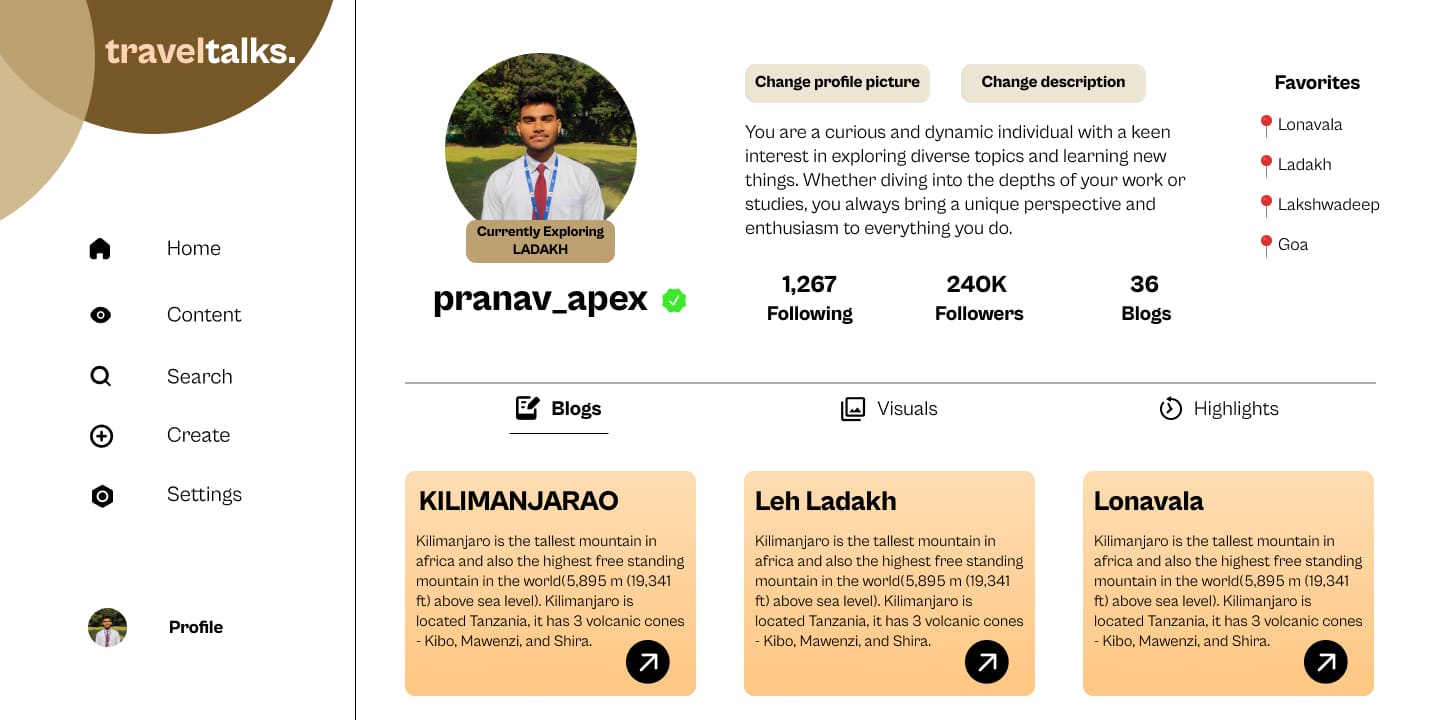 traveltalks.
Home
Content
Search
Create
Settings
Profile
Currently Exploring
LADAKH
pranav_apex
Change profile picture
Change description
You are a curious and dynamic individual with a keen
interest in exploring diverse topics and learning new
things. Whether diving into the depths of your work or
studies, you always bring a unique perspective and
enthusiasm to everything you do.
1,267
Following
240K
Followers
36
Blogs
Favorites
Lonavala
Ladakh
Lakshwadeep
Goa
Blogs
Visuals
Highlights
KILIMANJARAO
Kilimanjaro is the tallest mountain in
africa and also the highest free standing
mountain in the world(5,895 m (19,341
ft) above sea level). Kilimanjaro is
located Tanzania, it has 3 volcanic cones
- Kibo, Mawenzi, and Shira.
Leh Ladakh
Kilimanjaro is the tallest mountain in
africa and also the highest free standing
mountain in the world(5,895 m (19,341
ft) above sea level). Kilimanjaro is
located Tanzania, it has 3 volcanic cones
- Kibo, Mawenzi, and Shira.
Lonavala
Kilimanjaro is the tallest mountain in
africa and also the highest free standing
mountain in the world(5,895 m (19,341
ft) above sea level). Kilimanjaro is
located Tanzania, it has 3 volcanic cones
- Kibo, Mawenzi, and Shira.